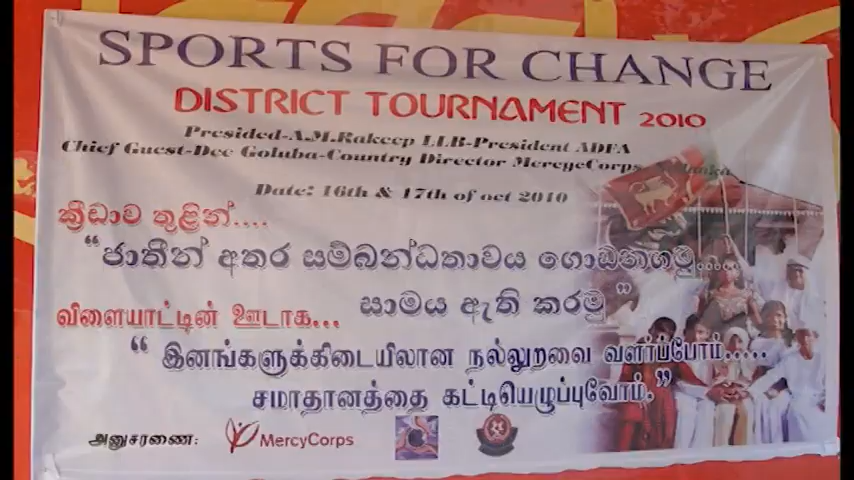 SPORTS FOR CHANGE
DISTRICT TOURNAMENT 2010
Presided-A.M.Rakeep LLB-President ADFA
Chief Guest-Dee Goluba-Country Director MercyeCorps
Date: 16th & 17th of oct 2010
ක්‍රීඩාව තුළින්....
“ජාතීන් අතර සම්බන්ධතාවය ගොඩනගමු.....
සාමය ඇති කරමු”
விளையாட்டின் ஊடாக...
“ இனங்களுக்கிடையிலான நல்லுறவை வளர்ப்போம்.....
சமாதானத்தை கட்டியெழுப்புவோம்.”
அனுசரணை:
MercyCorps